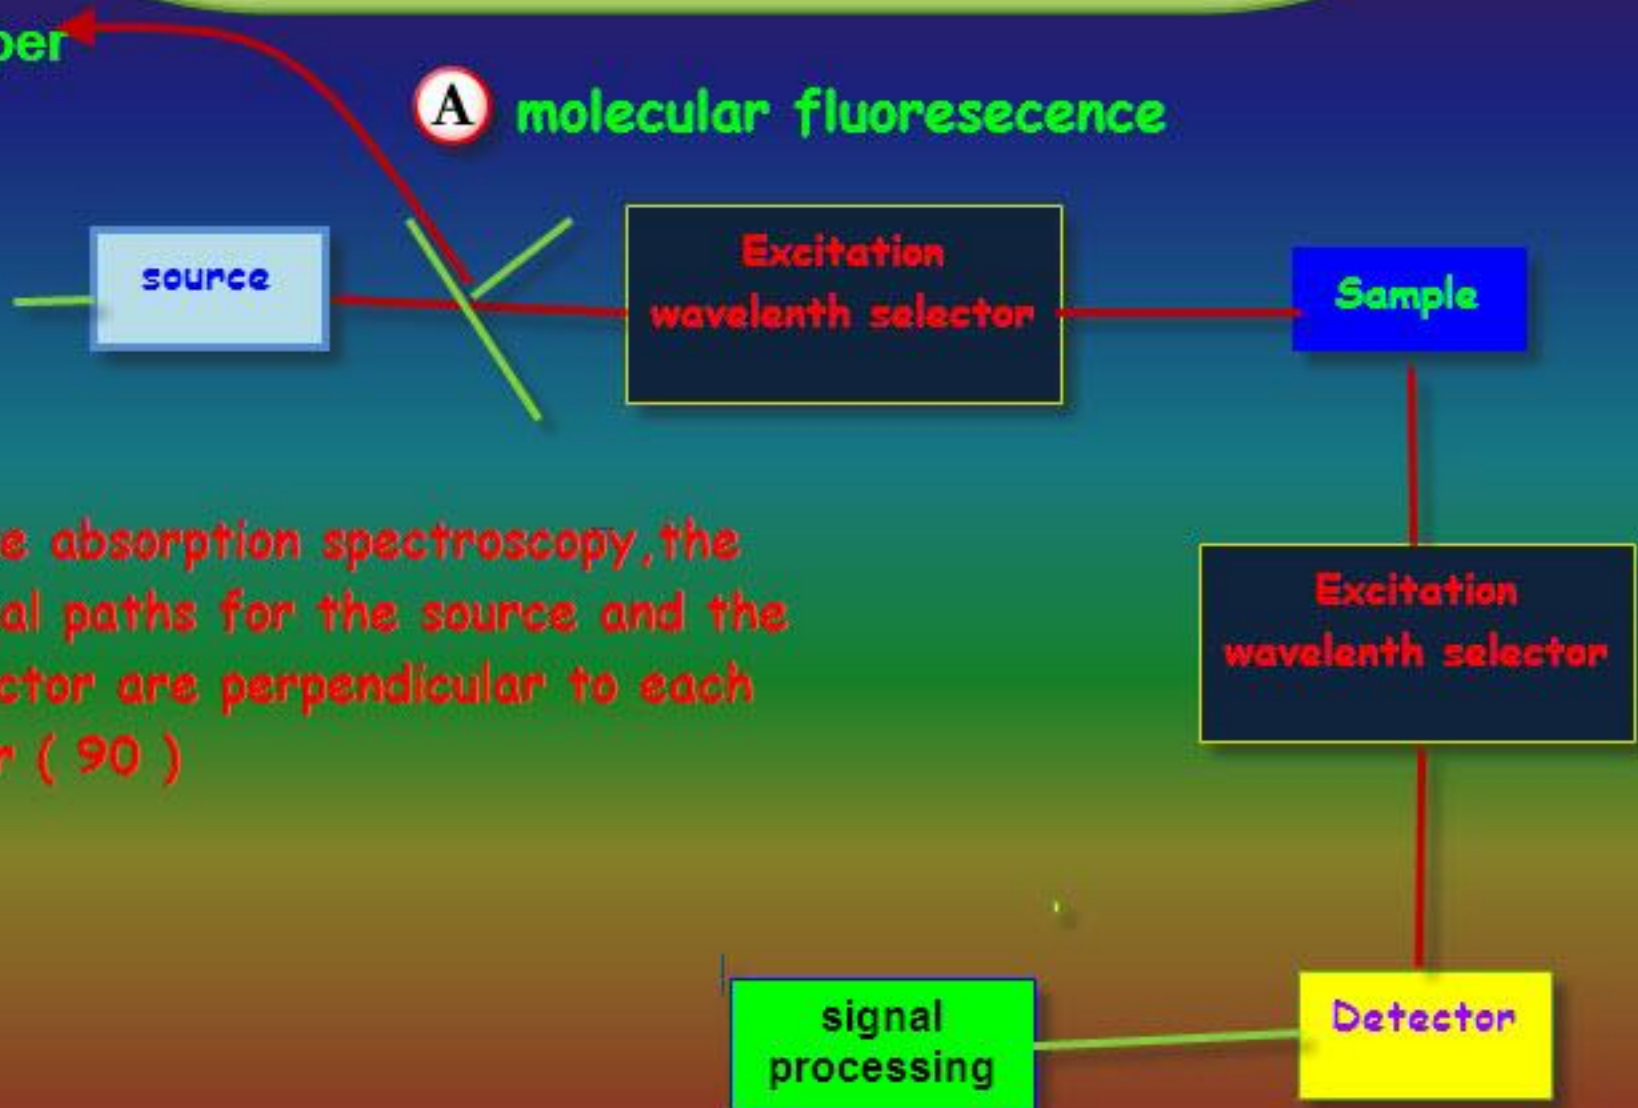 A molecular fluoresecence
source
Excitation
wavelenth selector
Sample
e absorption spectroscopy,the
al paths for the source and the
ctor are perpendicular to each
r ( 90 )
Excitation
wavelenth selector
signal
processing
Detector